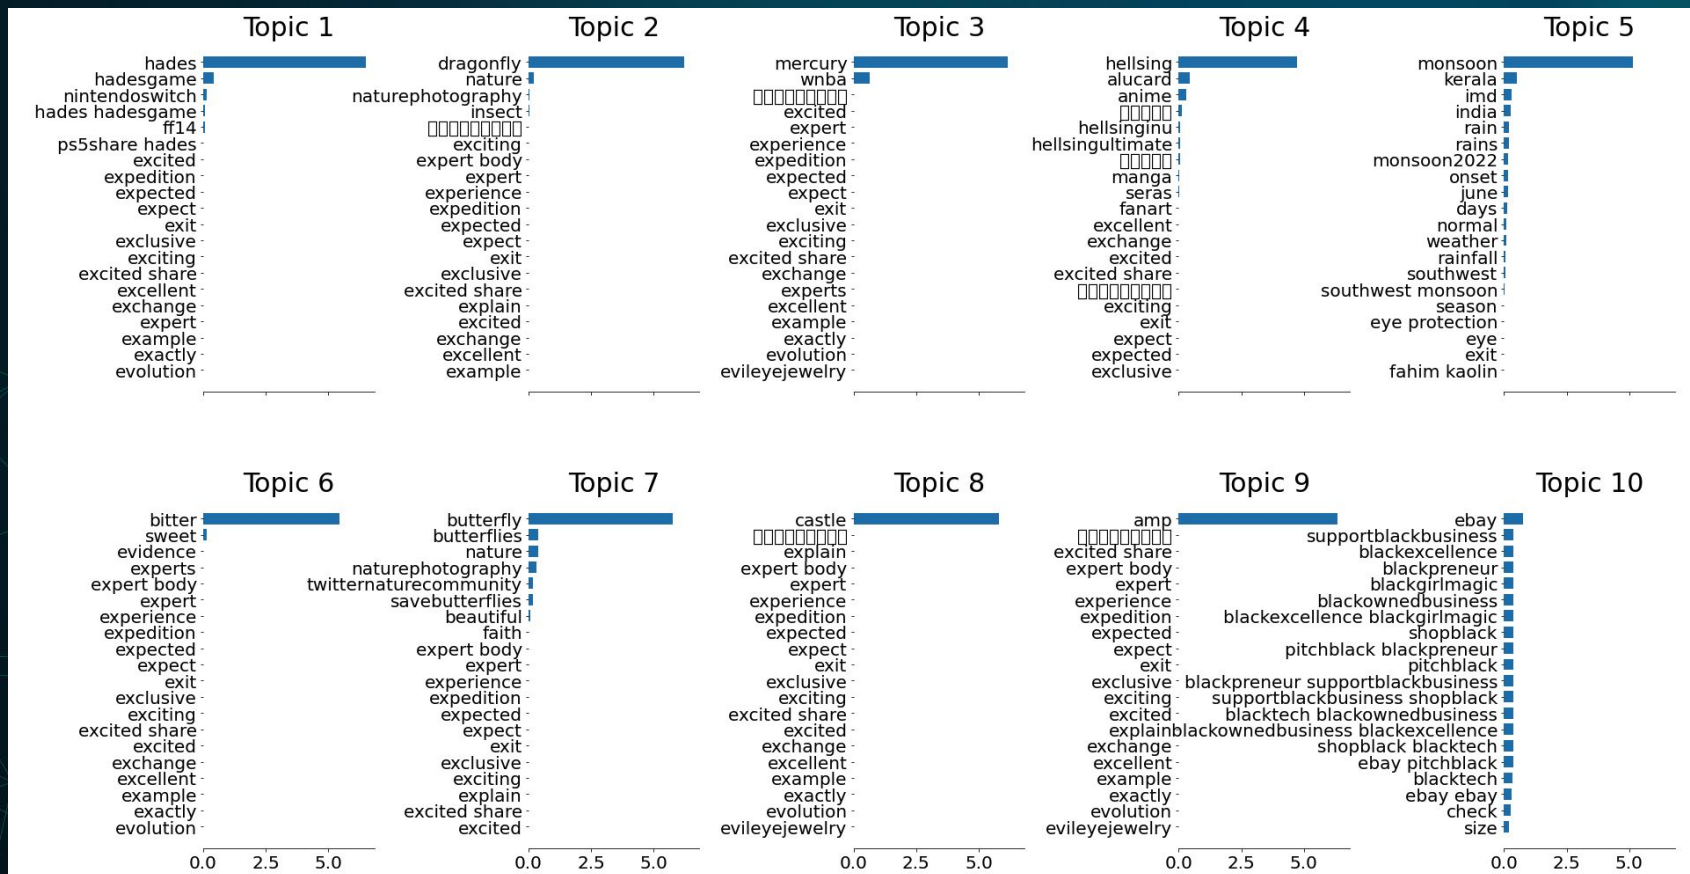 Topic 1
hades
hadesgame
nintendoswitch
hades hadesgame
ff14
ps5share hades
excited
expedition
expected
expect
exit
exclusive
exciting
excited share
excellent
exchange
expert
example
exactly
evolution
Topic 2
dragonfly
nature
naturephotography
insect
exciting
expert body
expert
experience
expedition
expected
expect
exit
exclusive
excited share
explain
excited
exchange
excellent
example
Topic 3
mercury
wnba
excited
expert
experience
expedition
expected
expect
exit
exclusive
exciting
excited share
exchange
experts
excellent
example
exactly
evolution
evileyejewelry
Topic 4
hellsing
alucard
anime
hellsinginu
hellsingultimate
manga
seras
fanart
excellent
exchange
excited
excited share
exciting
exit
expect
expected
exclusive
Topic 5
monsoon
kerala
imd
india
rain
rains
monsoon2022
onset
june
days
normal
weather
rainfall
southwest
southwest monsoon
season
eye protection
eye
exit
fahim kaolin
Topic 6
bitter
sweet
evidence
experts
expert body
expert
experience
expedition
expected
expect
exit
exclusive
exciting
excited share
excited
exchange
excellent
example
exactly
evolution
0.0 2.5 5.0
Topic 7
butterfly
butterflies
nature
naturephotography
twitternaturecommunity
savebutterflies
beautiful
faith
expert body
expert
experience
expedition
expected
expect
exit
exclusive
exciting
explain
excited share
excited
0.0 2.5 5.0
Topic 8
castle
explain
expert body
expert
experience
expedition
expected
expect
exit
exclusive
exciting
excited share
excited
exchange
excellent
example
exactly
evolution
evileyejewelry
0.0 2.5 5.0
Topic 9
amp
excited share
expert body
expert
experience
expedition
expected
expect
exit
exclusive
exciting
excited
explain
exchange
excellent
example
exactly
evolution
evileyejewelry
0.0 2.5 5.0
Topic 10
ebay
supportblackbusiness
blackexcellence
blackpreneur
blackgirlmagic
blackownedbusiness
blackexcellence blackgirlmagic
shopblack
pitchblack blackpreneur
pitchblack
blackpreneur supportblackbusiness
supportblackbusiness shopblack
blacktech blackownedbusiness
blackownedbusiness blackexcellence
shopblack blacktech
ebay pitchblack
blacktech
ebay ebay
check
size
0.0 2.5 5.0